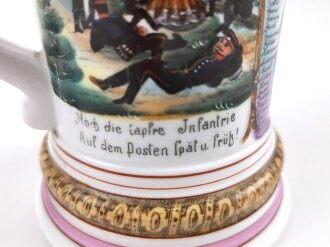 Hoch die tapfre Infantrie
Auf dem Posten spät u. früh!